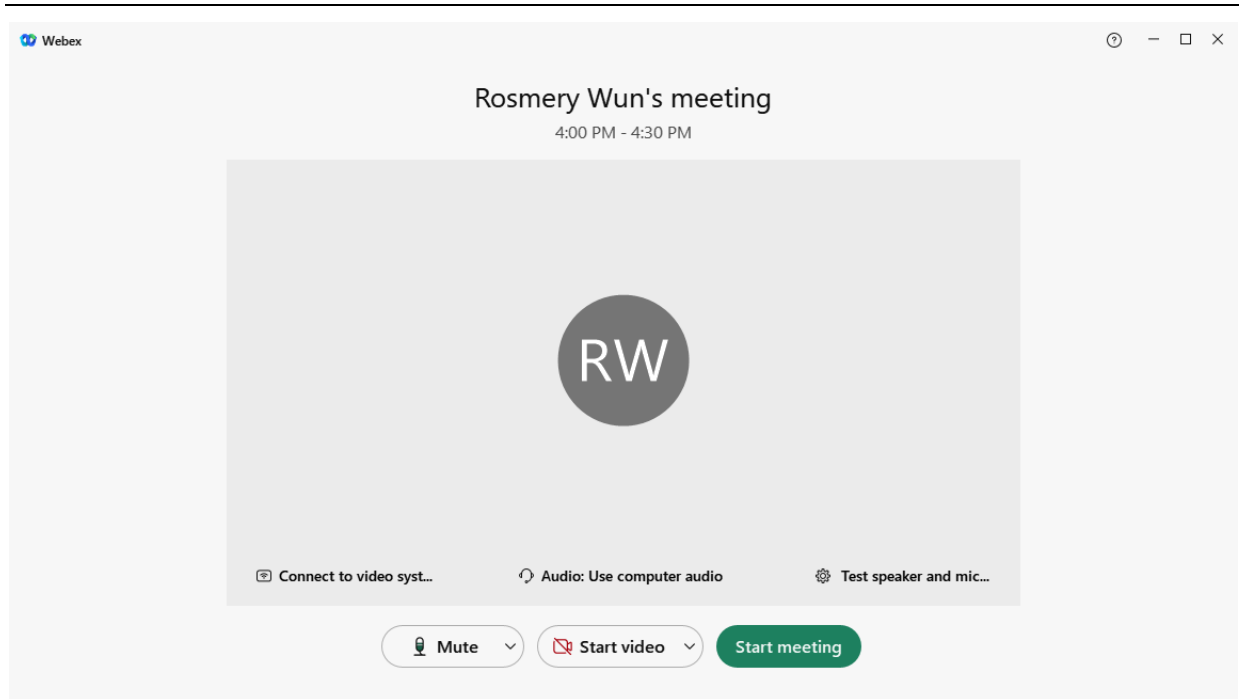 Webex
Rosmery Wun's meeting
4:00 PM - 4:30 PM
RW
Connect to video syst... Audio: Use computer audio Test speaker and mic...
Mute Start video Start meeting